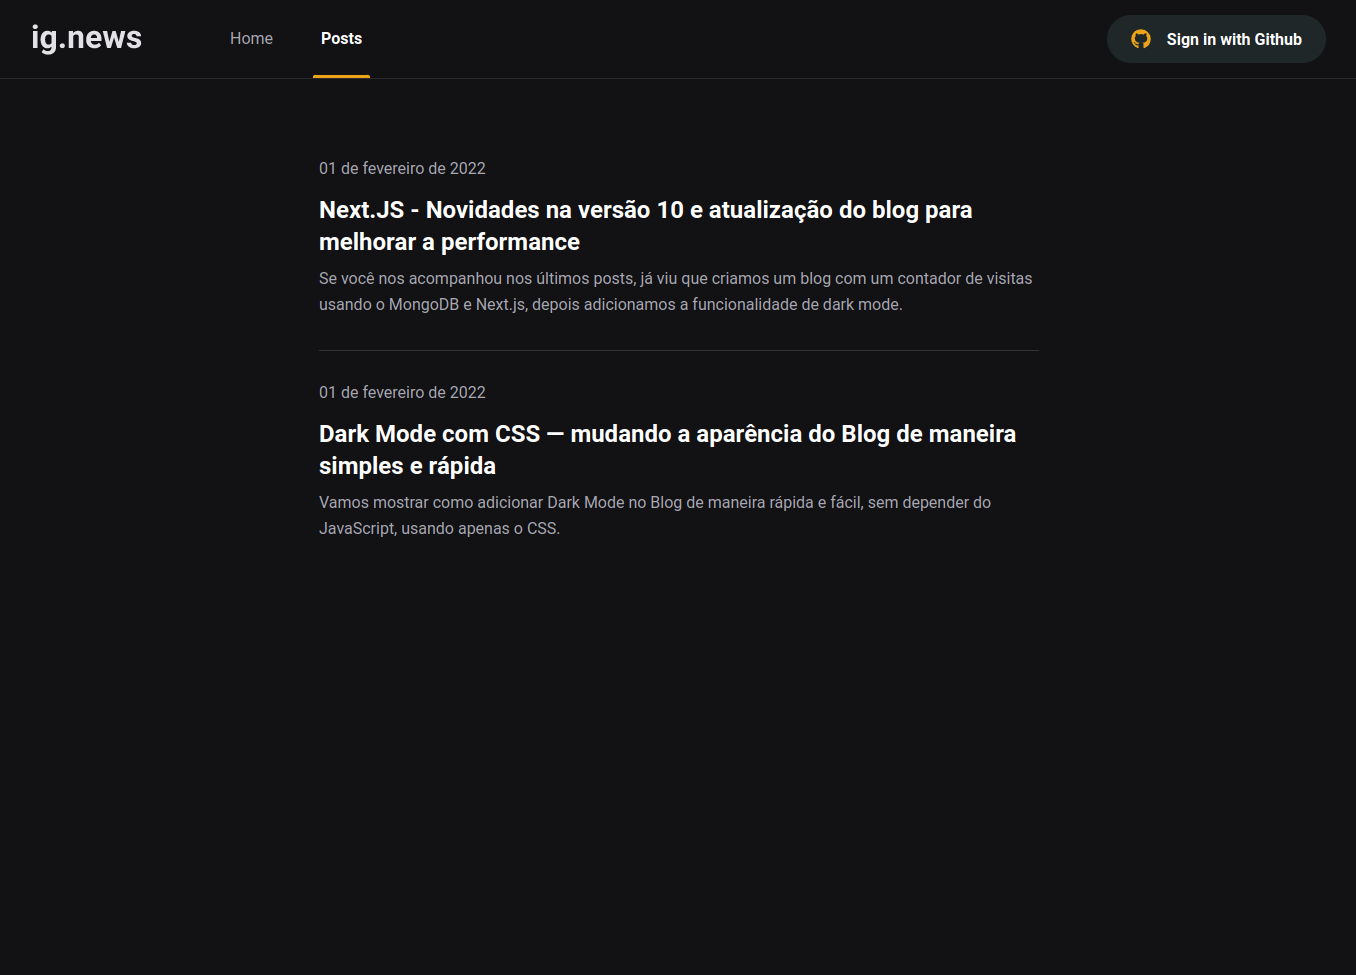 ig.news
Home
Posts
Sign in with Github
01 de fevereiro de 2022
Next.JS - Novidades na versão 10 e atualização do blog para
melhorar a performance
Se você nos acompanhou nos últimos posts, já viu que criamos um blog com um contador de visitas
usando o MongoDB e Next.js, depois adicionamos a funcionalidade de dark mode.
01 de fevereiro de 2022
Dark Mode com CSS — mudando a aparência do Blog de maneira
simples e rápida
Vamos mostrar como adicionar Dark Mode no Blog de maneira rápida e fácil, sem depender do
JavaScript, usando apenas o CSS.